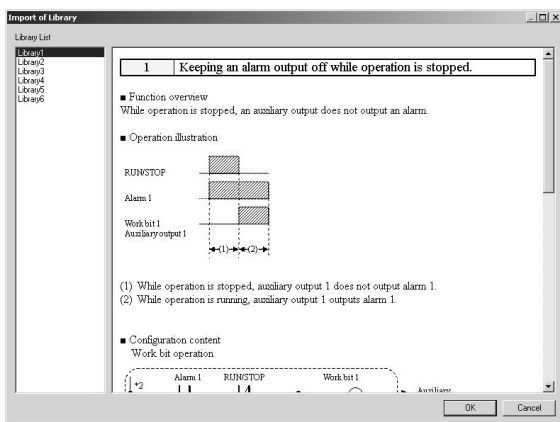 Import of Library
Library List
Library1
Library2
Library3
Library4
Library5
Library6
1 Keeping an alarm output off while operation is stopped.
■ Function overview
While operation is stopped, an auxiliary output does not output an alarm.
■ Operation illustration
RUN/STOP
Alarm 1
Work bit 1
Auxiliary output 1
(1) (2)
(1) While operation is stopped, auxiliary output 1 does not output alarm 1.
(2) While operation is running, auxiliary output 1 outputs alarm 1.
■ Configuration content
Work bit operation
Alarm 1 RUN/STOP Work bit 1
*2 Auxiliary
OK Cancel